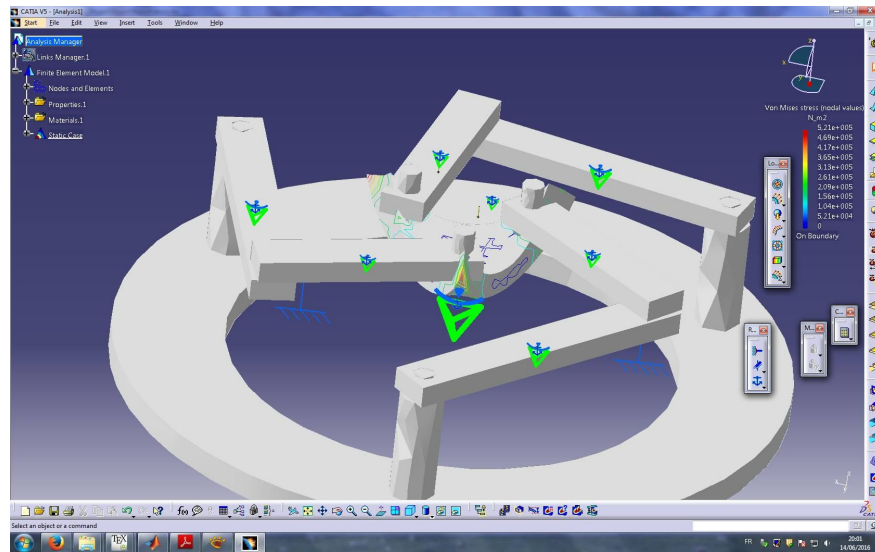 CATIA V5 - [Analysis1]
Start File Edit View Insert Tools Window Help
Analysis Manager
Links Manager.1
Finite Element Model.1
Nodes and Elements
Properties.1
Materials.1
Static Case
z
x
y
Von Mises stress (nodal values)
N_m2
5,21e+005
4,69e+005
4,17e+005
3,65e+005
3,13e+005
2,61e+005
2,09e+005
1,56e+005
1,04e+005
5,21e+004
0
On Boundary
Lo...
C...
R...
M...
f(x)
Select an object or a command
TEX
FR
20:01
14/06/2016